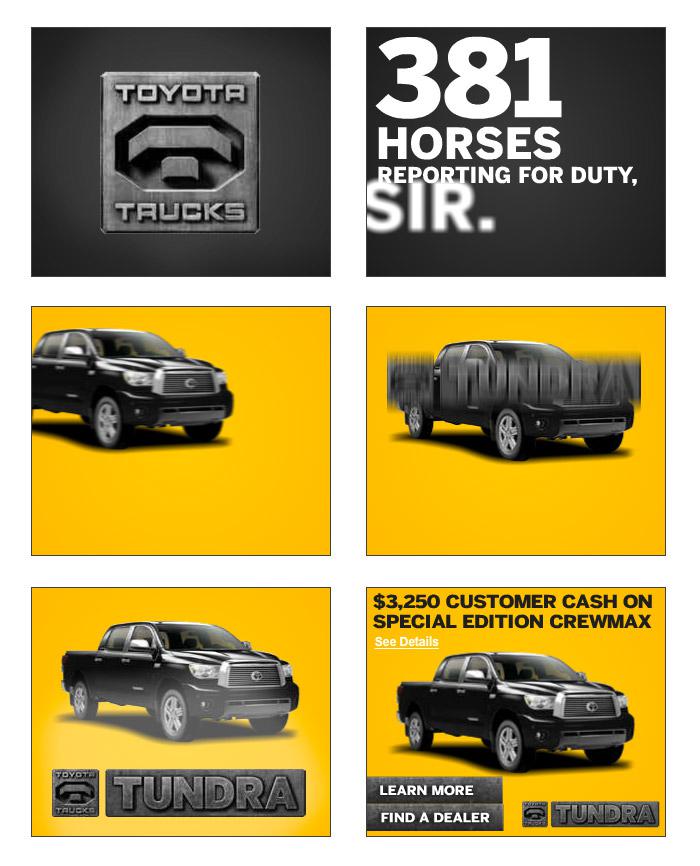 TOYOTA
TRUCKS
381
HORSES
REPORTING FOR DUTY,
SIR.
TUNDRA
TOYOTA
TRUCKS
TUNDRA
$3,250 CUSTOMER CASH ON
SPECIAL EDITION CREWMAX
See Details
LEARN MORE
FIND A DEALER
TOYOTA
TRUCKS
TUNDRA